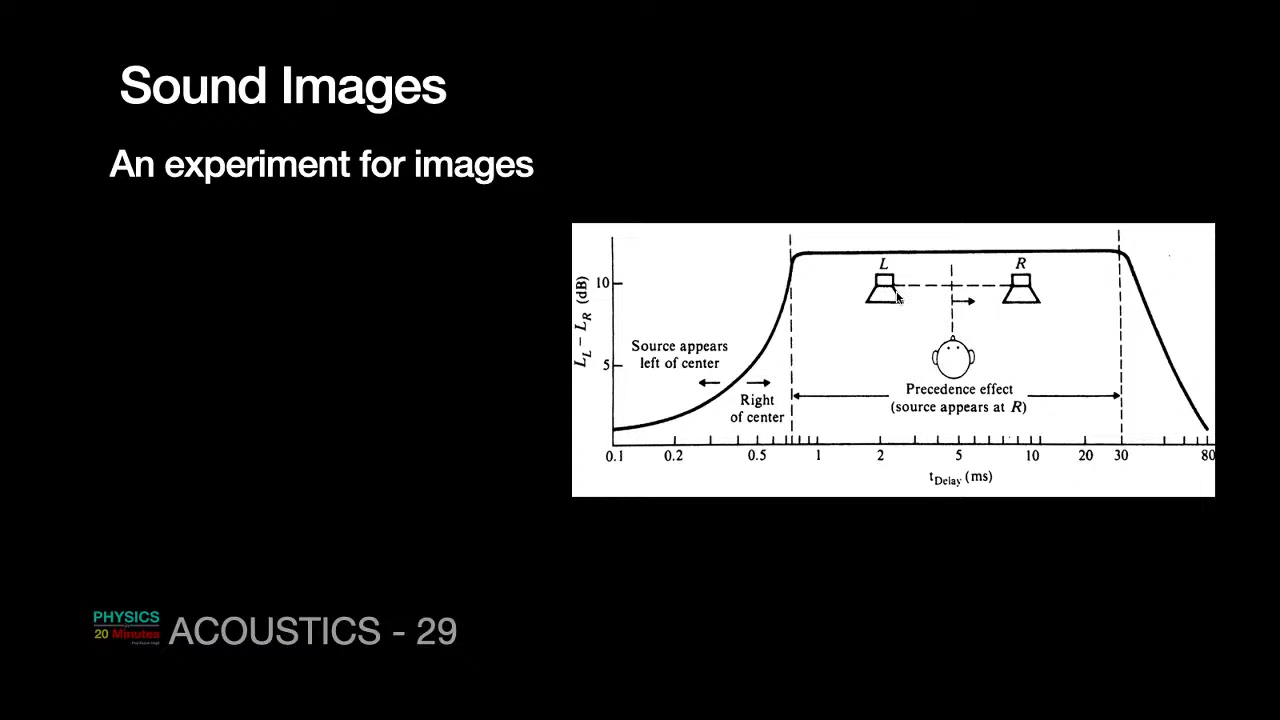 Sound Images
An experiment for images
L_L – L_R (dB)
10
5
L
R
Source appears
left of center
Right
of center
Precedence effect
(source appears at R)
0.1 0.2 0.5 1 2 5 10 20 30 80
t_Delay (ms)
PHYSICS
20 Minutes
ACOUSTICS - 29